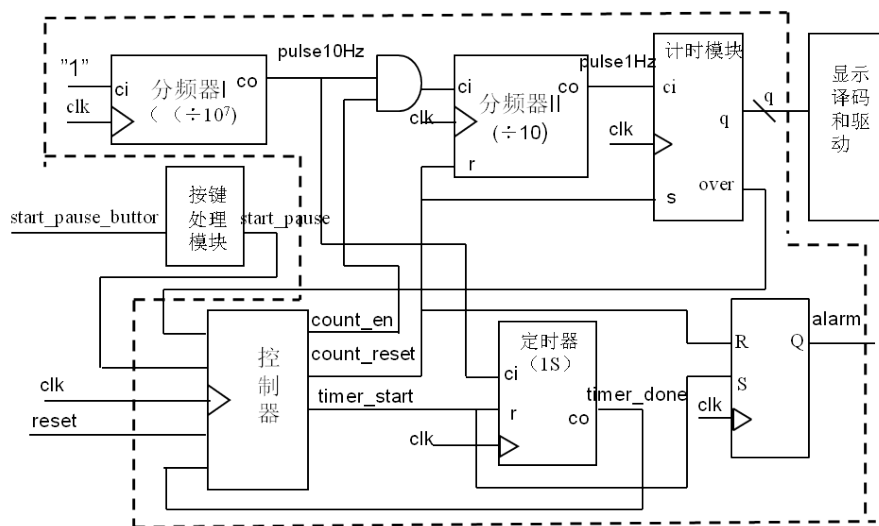 "1"
clk
ci
分频器I
( (÷10⁷)
co
pulse10Hz
ci
clk
分频器II
(÷10)
r
co
pulse1Hz
计时模块
ci
clk
q
over
s
q
显示
译码
和驱
动
start_pause_buttor
按键
处理
模块
start_pause
clk
reset
控
制
器
count_en
count_reset
timer_start
定时器
(1S)
ci
r
clk
co
timer_done
R
S
clk
Q
alarm